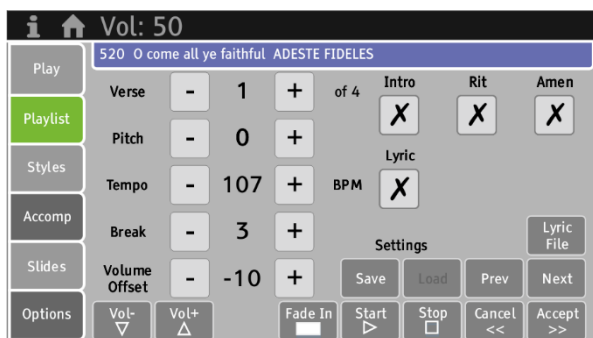 Vol: 50
520 O come all ye faithful ADESTE FIDELES
Play
Playlist
Styles
Accomp
Slides
Options
Verse - 1 + of 4
Pitch - 0 +
Tempo - 107 + BPM
Break - 3 +
Volume Offset - -10 +
Intro Rit Amen
✗ ✗ ✗
Lyric
✗
Settings
Lyric File
Save Load Prev Next
Vol- Vol+ Fade In Start Stop Cancel << Accept >>